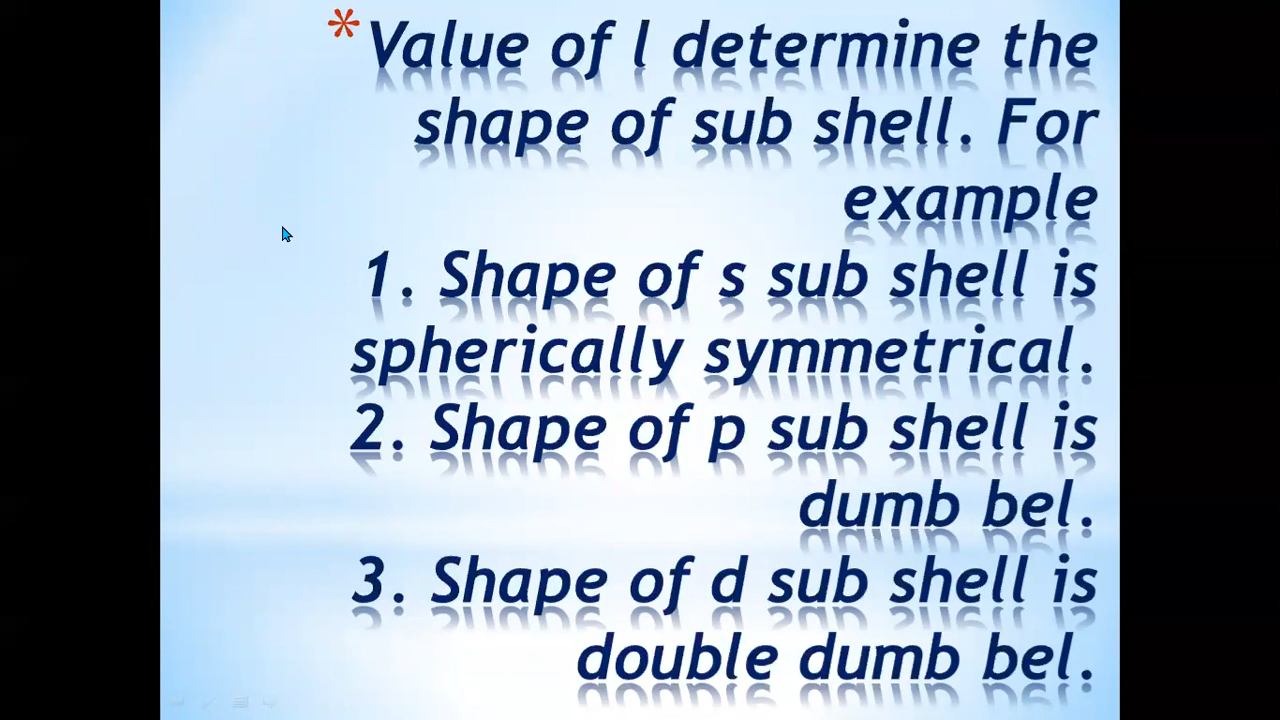 * Value of l determine the
shape of sub shell. For
example
1. Shape of s sub shell is
spherically symmetrical.
2. Shape of p sub shell is
dumb bel.
3. Shape of d sub shell is
double dumb bel.